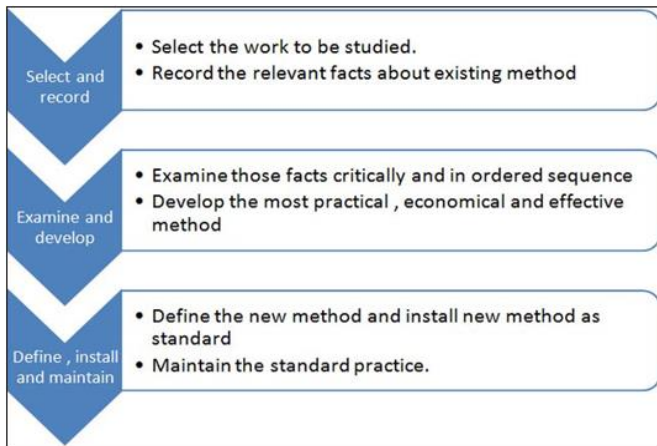 Select and
record
• Select the work to be studied.
• Record the relevant facts about existing method
Examine and
develop
• Examine those facts critically and in ordered sequence
• Develop the most practical , economical and effective
method
Define , install
and maintain
• Define the new method and install new method as
standard
• Maintain the standard practice.